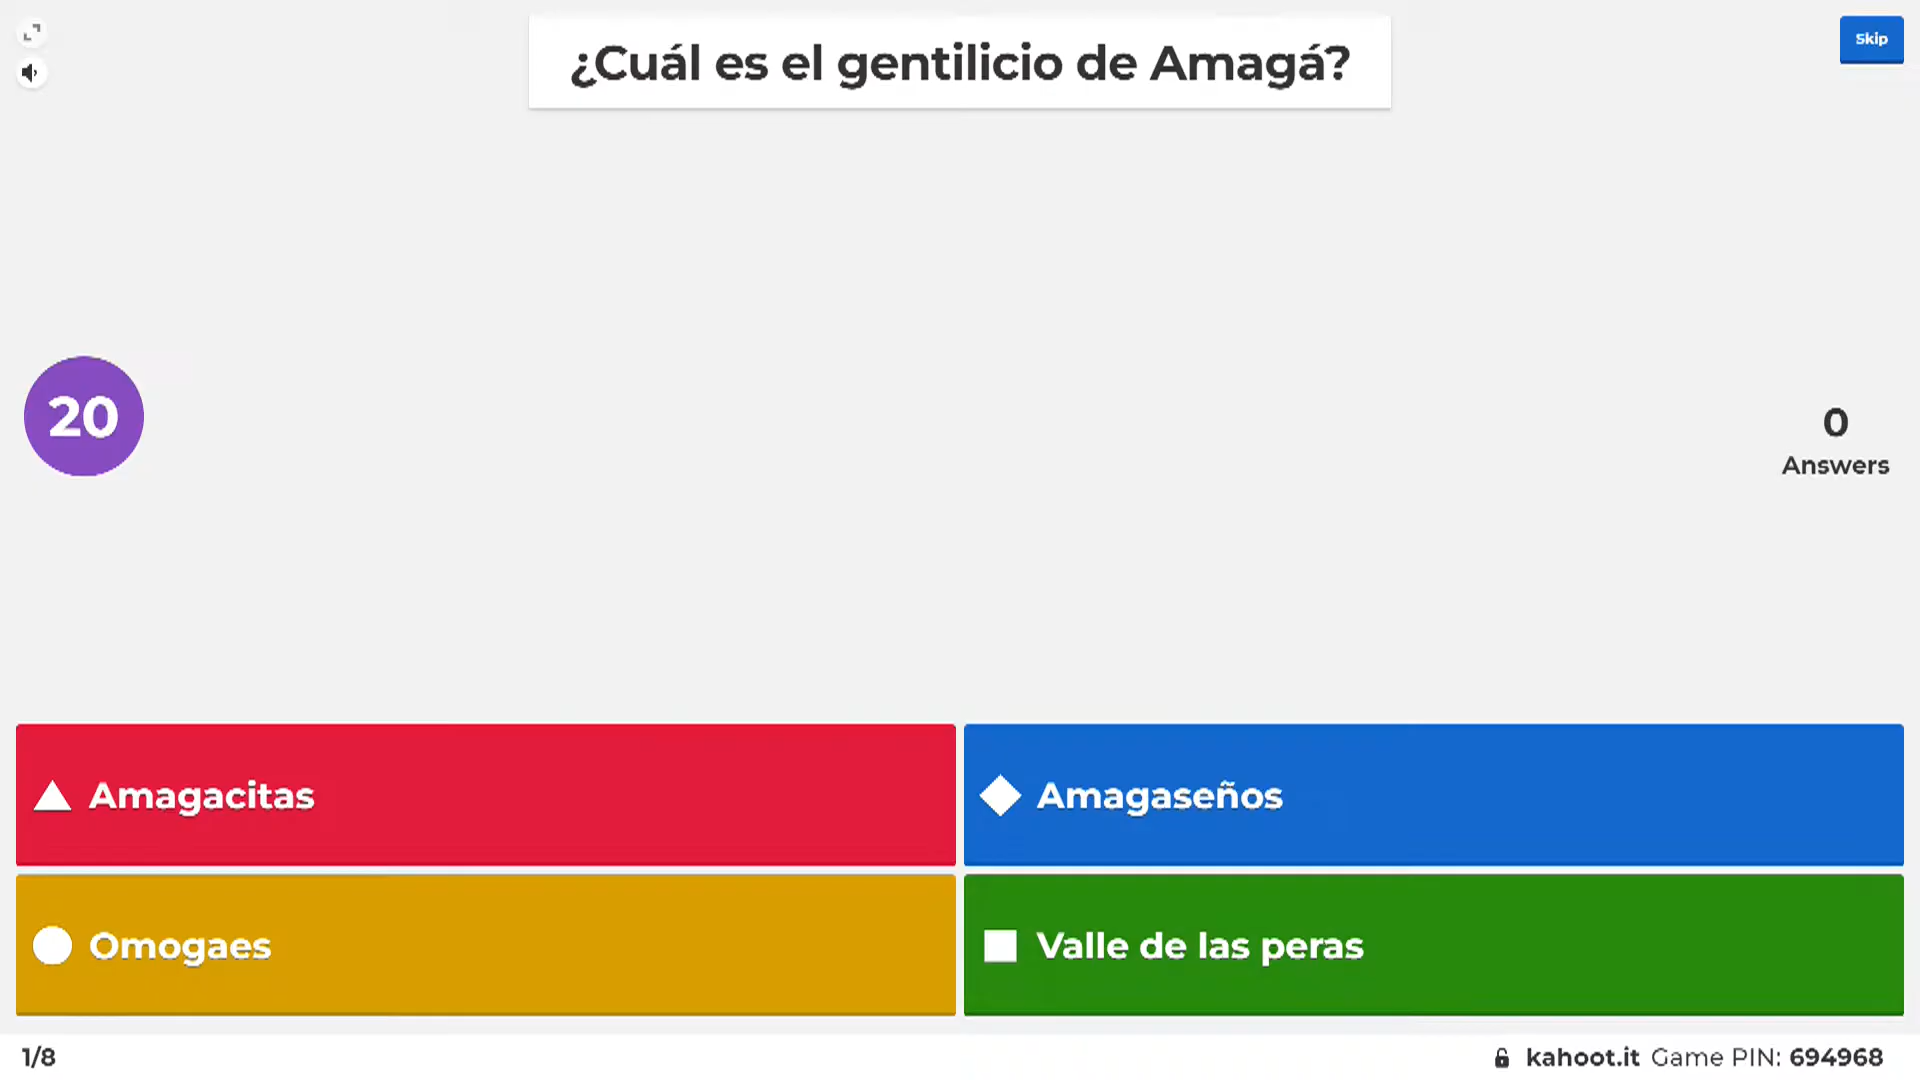 ¿Cuál es el gentilicio de Amagá?
Skip
20
0
Answers
Amagacitas
Amagaseños
Omogaes
Valle de las peras
1/8
kahoot.it Game PIN: 694968